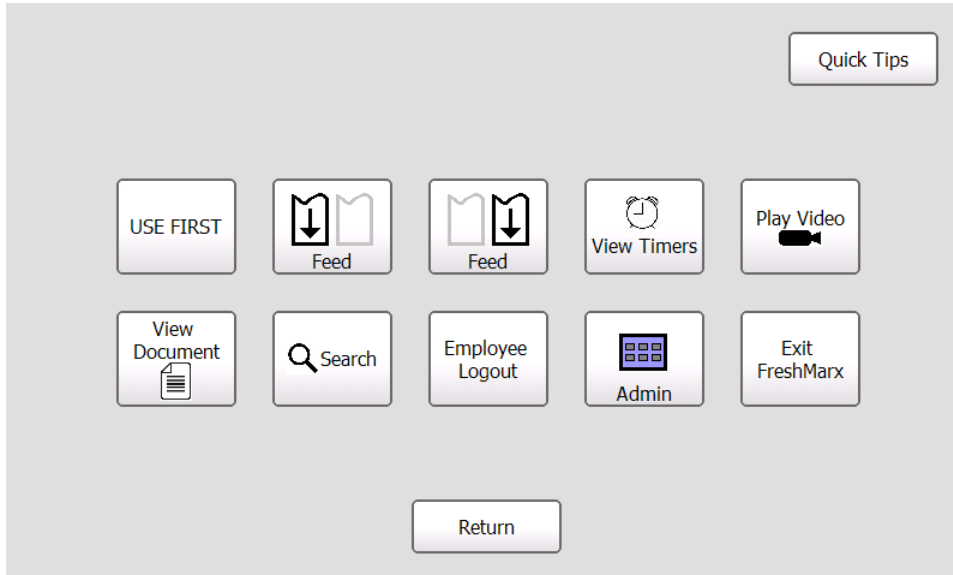 Quick Tips
USE FIRST
Feed
Feed
View Timers
Play Video
View
Document
Search
Employee
Logout
Admin
Exit
FreshMarx
Return